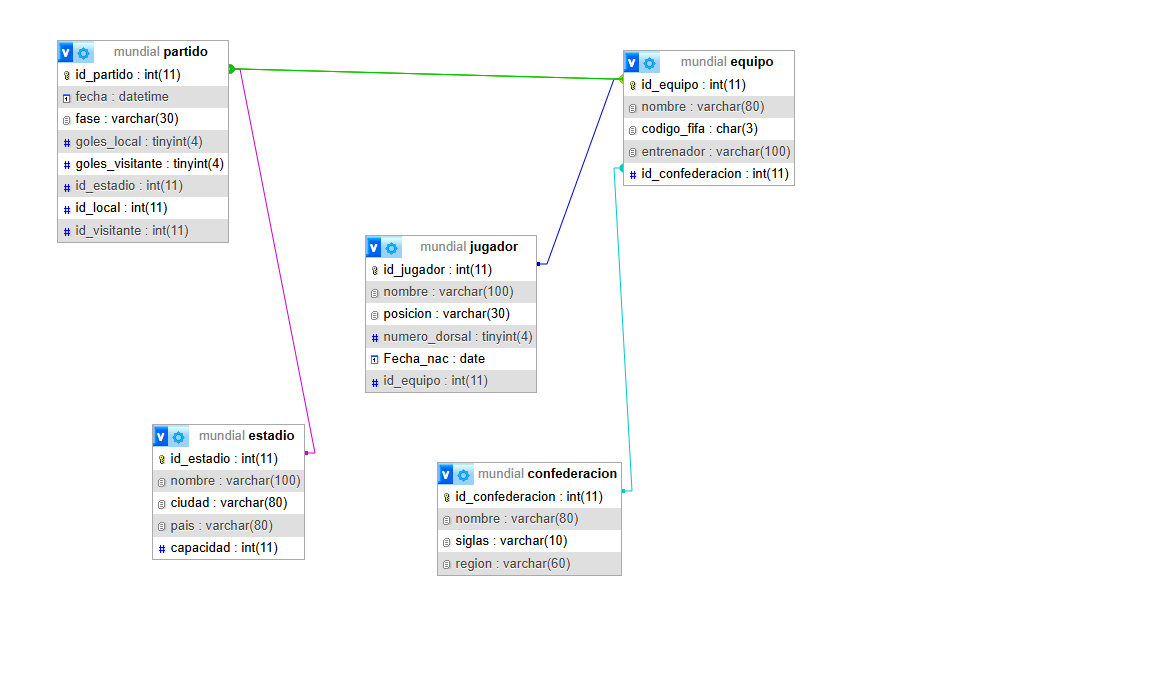 v mundial partido
id_partido : int(11)
fecha : datetime
fase : varchar(30)
# goles_local : tinyint(4)
# goles_visitante : tinyint(4)
# id_estadio : int(11)
# id_local : int(11)
# id_visitante : int(11)
v mundial equipo
id_equipo : int(11)
nombre : varchar(80)
codigo_fifa : char(3)
entrenador : varchar(100)
# id_confederacion : int(11)
v mundial jugador
id_jugador : int(11)
nombre : varchar(100)
posicion : varchar(30)
# numero_dorsal : tinyint(4)
Fecha_nac : date
# id_equipo : int(11)
v mundial estadio
id_estadio : int(11)
nombre : varchar(100)
ciudad : varchar(80)
pais : varchar(80)
# capacidad : int(11)
v mundial confederacion
id_confederacion : int(11)
nombre : varchar(80)
siglas : varchar(10)
region : varchar(60)